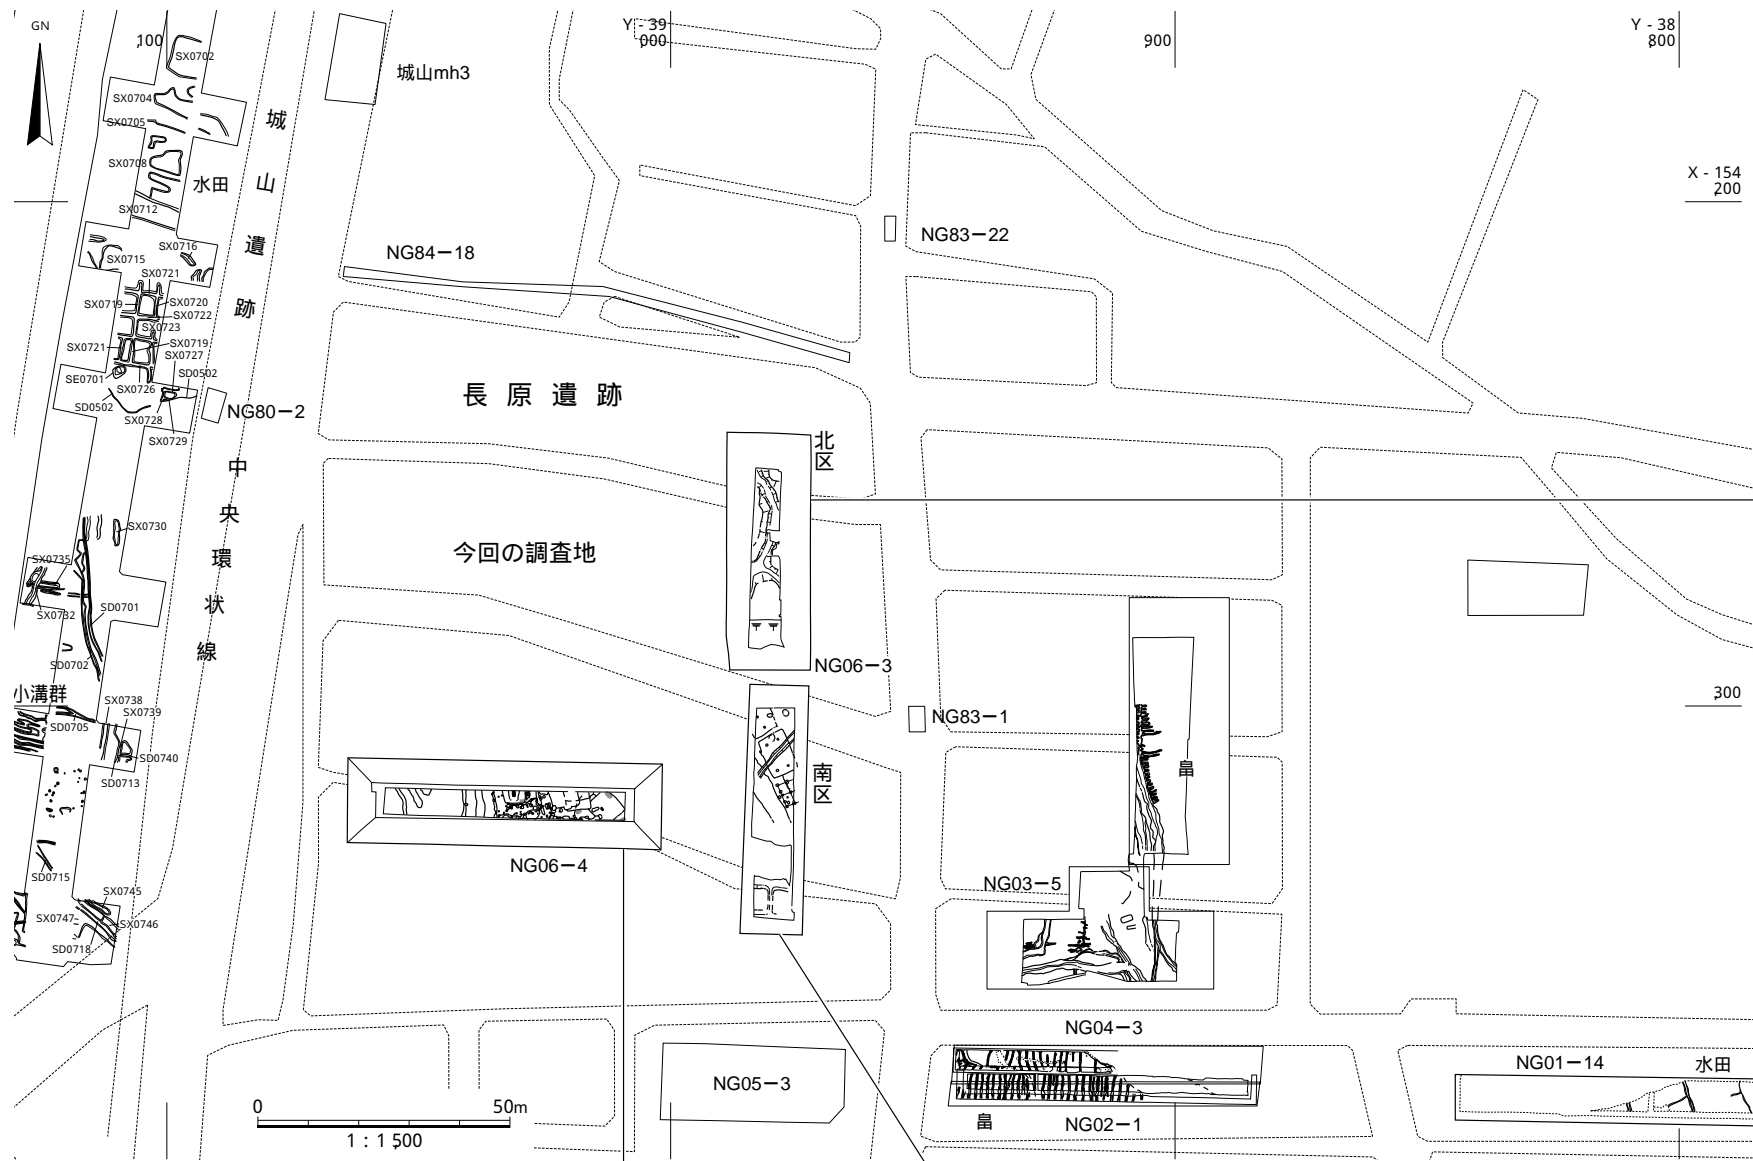 GN
,100
Y - 39
,000
,900
Y - 38
,800
SX0702
城山mh3
SX0704
SX0705
SX0708
水田
SX0712
X - 154
,200
SX0716
SX0715
SX0721
SX0719
SX0720
SX0722
SX0723
SX0721
SX0719
SX0727
SE0701
SX0726
SD0502
SD0502
SX0728
SX0729
NG80-2
NG84-18
NG83-22
城山遺跡
長原遺跡
中央環状線
北区
今回の調査地
SX0730
SX0735
SX0732
SD0701
SD0702
NG06-3
小溝群
SX0738
SX0739
SD0705
SD0740
SD0713
,300
NG83-1
畠
南区
NG06-4
SD0715
SX0745
SX0747
SX0746
SD0718
NG03-5
NG04-3
NG01-14
水田
NG05-3
畠
NG02-1
0
50m
1 : 1,500